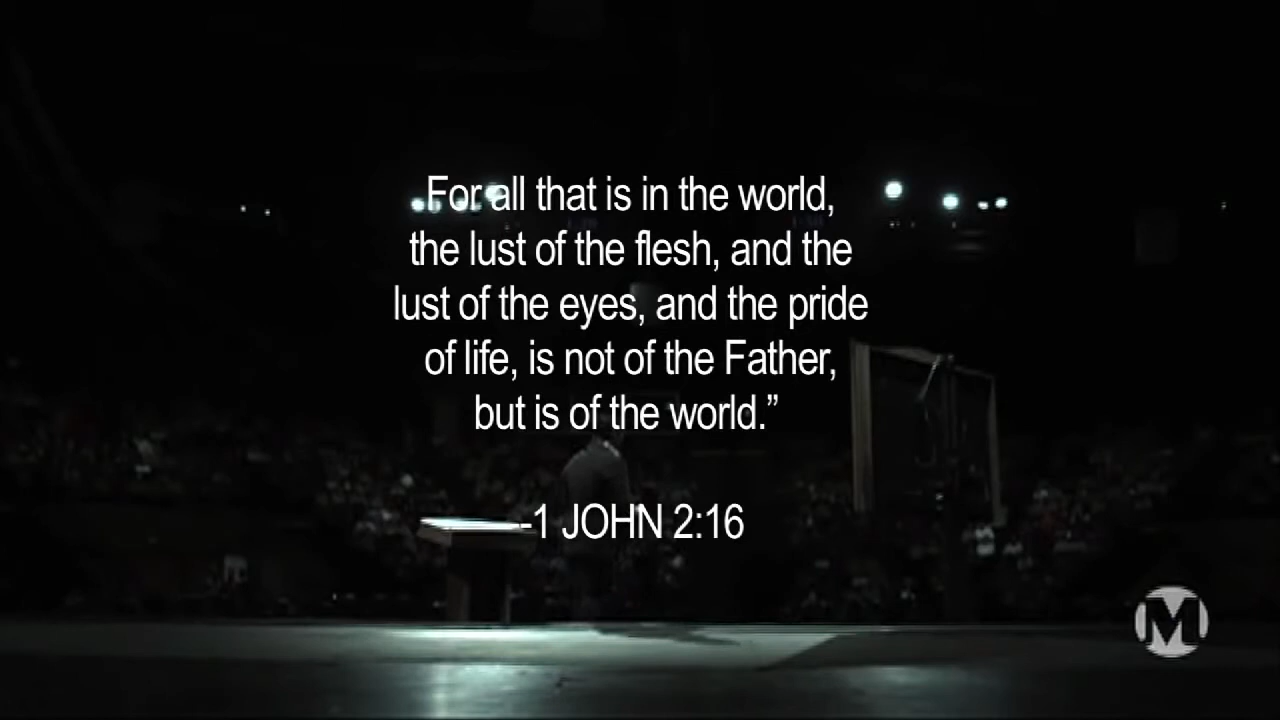 For all that is in the world,
the lust of the flesh, and the
lust of the eyes, and the pride
of life, is not of the Father,
but is of the world.”
-1 JOHN 2:16
M